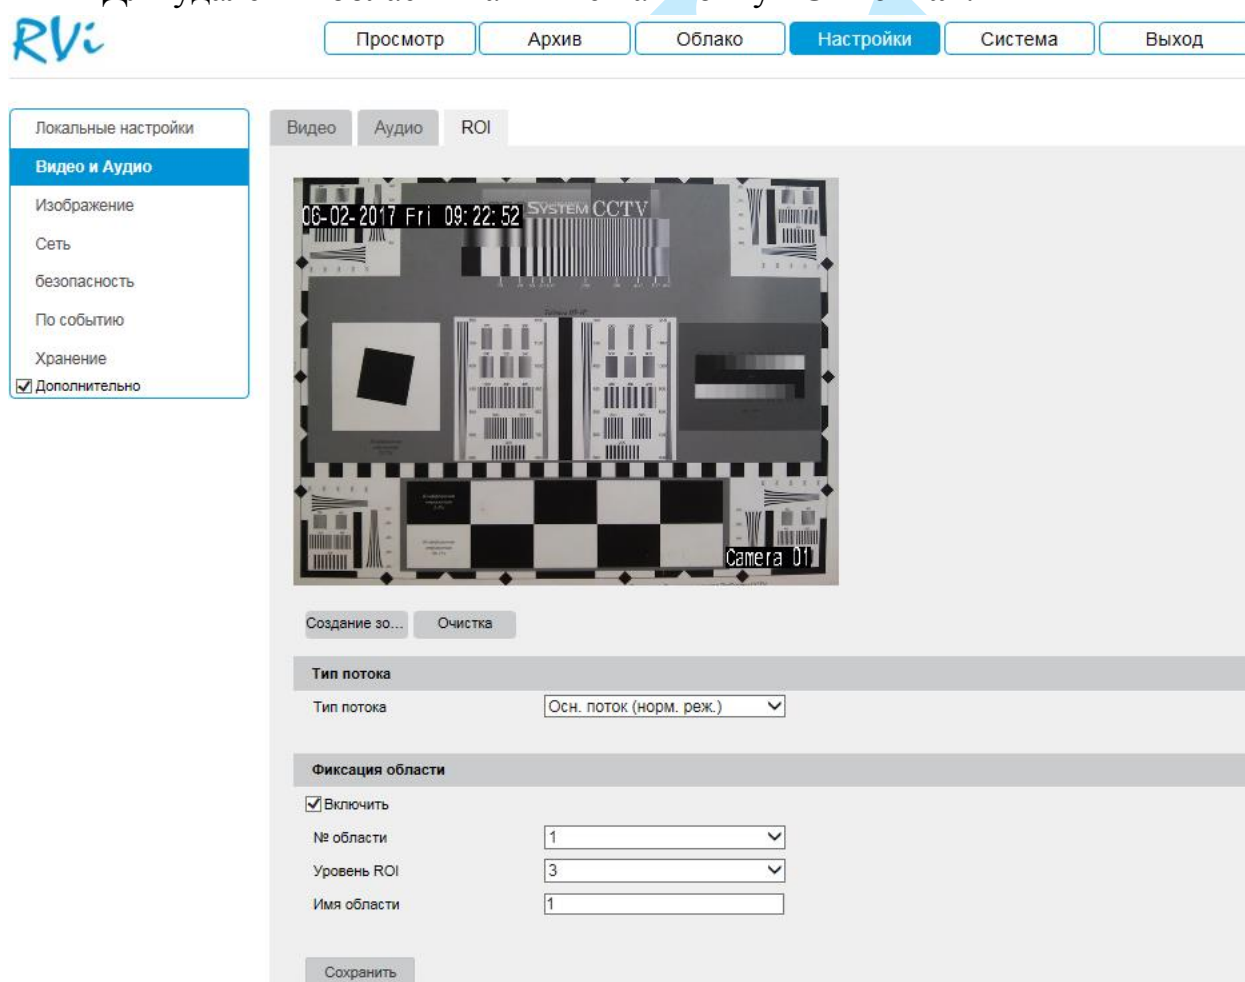 RVi
Просмотр Архив Облако Настройки Система Выход
Локальные настройки
Видео и Аудио
Изображение
Сеть
безопасность
По событию
Хранение
Дополнительно
Видео Аудио ROI
06-02-2017 Fri 09:22:52
SYSTEM CCTV
Camera 01
Создание зо... Очистка
Тип потока
Тип потока Осн. поток (норм. реж.)
Фиксация области
Включить
№ области 1
Уровень ROI 3
Имя области 1
Сохранить